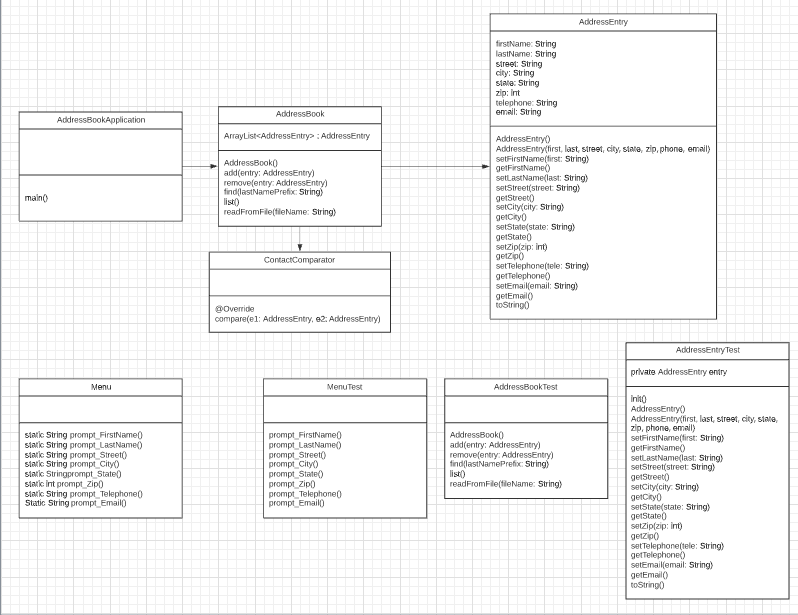 AddressBookApplication
main()
AddressBook
ArrayList<AddressEntry> : AddressEntry
AddressBook()
add(entry: AddressEntry)
remove(entry: AddressEntry)
find(lastNamePrefix: String)
list()
readFromFile(fileName: String)
ContactComparator
@Override
compare(e1: AddressEntry, e2: AddressEntry)
AddressEntry
firstName: String
lastName: String
street: String
city: String
state: String
zip: int
telephone: String
email: String
AddressEntry()
AddressEntry(first, last, street, city, state, zip, phone, email)
setFirstName(first: String)
getFirstName()
setLastName(last: String)
setStreet(street: String)
getStreet()
setCity(city: String)
getCity()
setState(state: String)
getState()
setZip(zip: int)
getZip()
setTelephone(tele: String)
getTelephone()
setEmail(email: String)
getEmail()
toString()
Menu
static String prompt_FirstName()
static String prompt_LastName()
static String prompt_Street()
static String prompt_City()
static Stringprompt_State()
static int prompt_Zip()
static String prompt_Telephone()
Static String prompt_Email()
MenuTest
prompt_FirstName()
prompt_LastName()
prompt_Street()
prompt_City()
prompt_State()
prompt_Zip()
prompt_Telephone()
prompt_Email()
AddressBookTest
AddressBook()
add(entry: AddressEntry)
remove(entry: AddressEntry)
find(lastNamePrefix: String)
list()
readFromFile(fileName: String)
AddressEntryTest
private AddressEntry entry
init()
AddressEntry()
AddressEntry(first, last, street, city, state,
zip, phone, email)
setFirstName(first: String)
getFirstName()
setLastName(last: String)
setStreet(street: String)
getStreet()
setCity(city: String)
getCity()
setState(state: String)
getState()
setZip(zip: int)
getZip()
setTelephone(tele: String)
getTelephone()
setEmail(email: String)
getEmail()
toString()